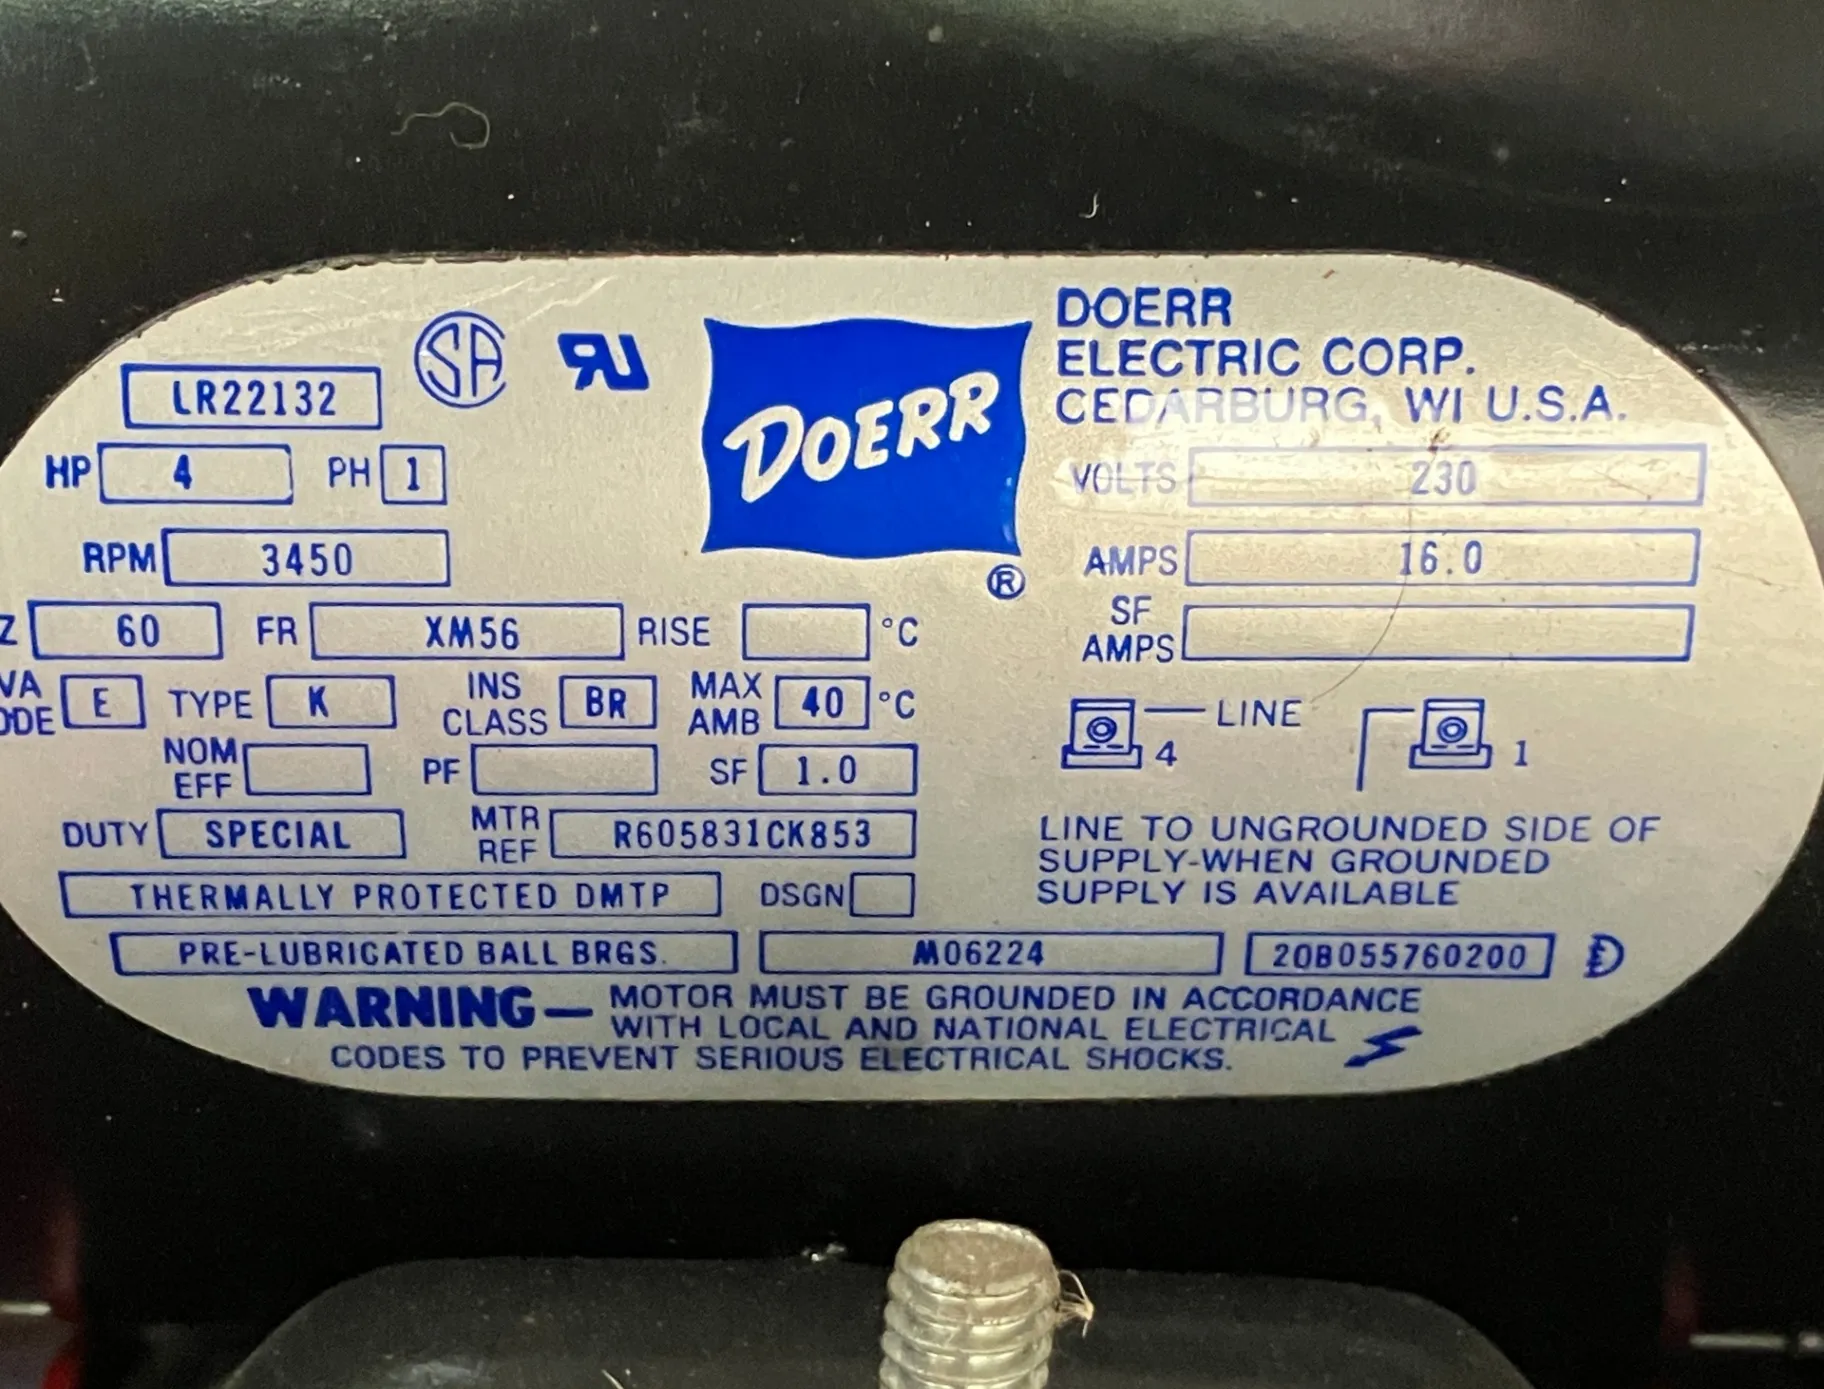 DOERR
ELECTRIC CORP.
CEDARBURG, WI U.S.A.
LR22132
SA
RU
DOERR
®
HP 4 PH 1
VOLTS 230
RPM 3450
AMPS 16.0
Z 60 FR XM56 RISE °C
SF
AMPS
VA
ODE E TYPE K INS
CLASS BR MAX
AMB 40 °C
LINE
4 1
NOM
EFF PF SF 1.0
DUTY SPECIAL MTR
REF R605831CK853
LINE TO UNGROUNDED SIDE OF
SUPPLY-WHEN GROUNDED
SUPPLY IS AVAILABLE
THERMALLY PROTECTED DMTP DSGN
PRE-LUBRICATED BALL BRGS. M06224 20B055760200 D
WARNING— MOTOR MUST BE GROUNDED IN ACCORDANCE
WITH LOCAL AND NATIONAL ELECTRICAL
CODES TO PREVENT SERIOUS ELECTRICAL SHOCKS.